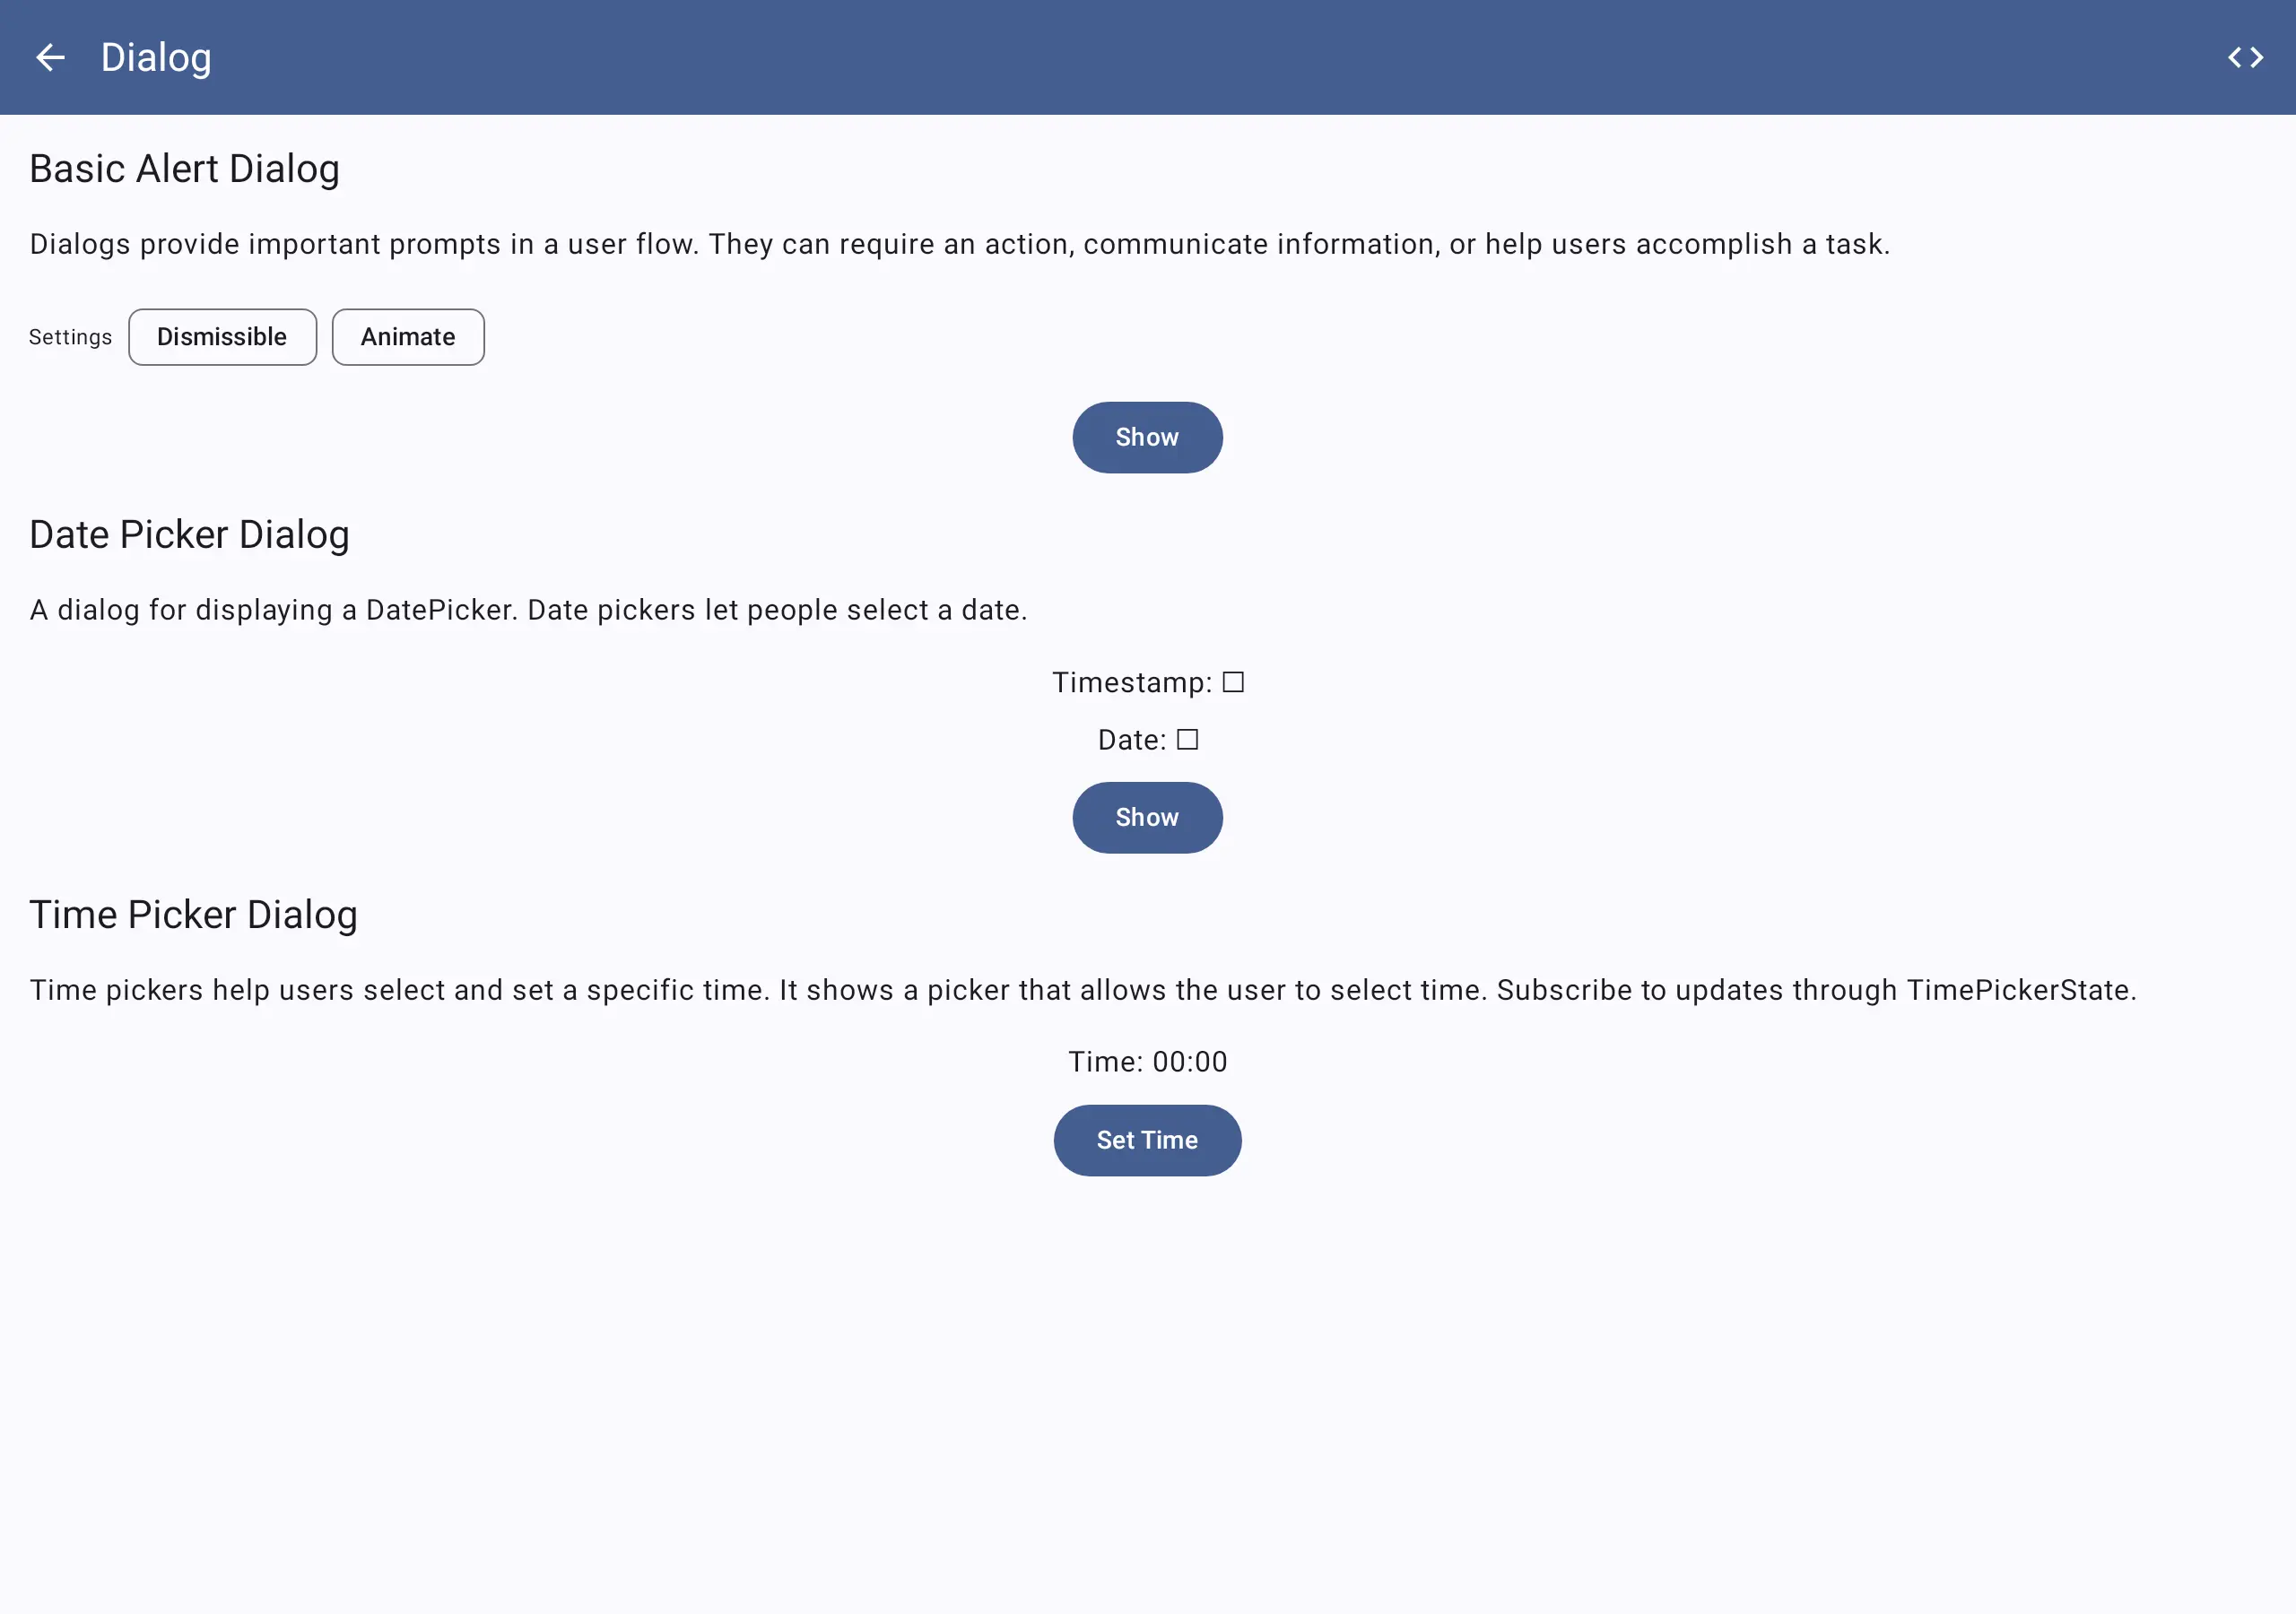 Dialog
Basic Alert Dialog
Dialogs provide important prompts in a user flow. They can require an action, communicate information, or help users accomplish a task.
Settings Dismissible Animate
Show
Date Picker Dialog
A dialog for displaying a DatePicker. Date pickers let people select a date.
Timestamp: ☐
Date: ☐
Show
Time Picker Dialog
Time pickers help users select and set a specific time. It shows a picker that allows the user to select time. Subscribe to updates through TimePickerState.
Time: 00:00
Set Time